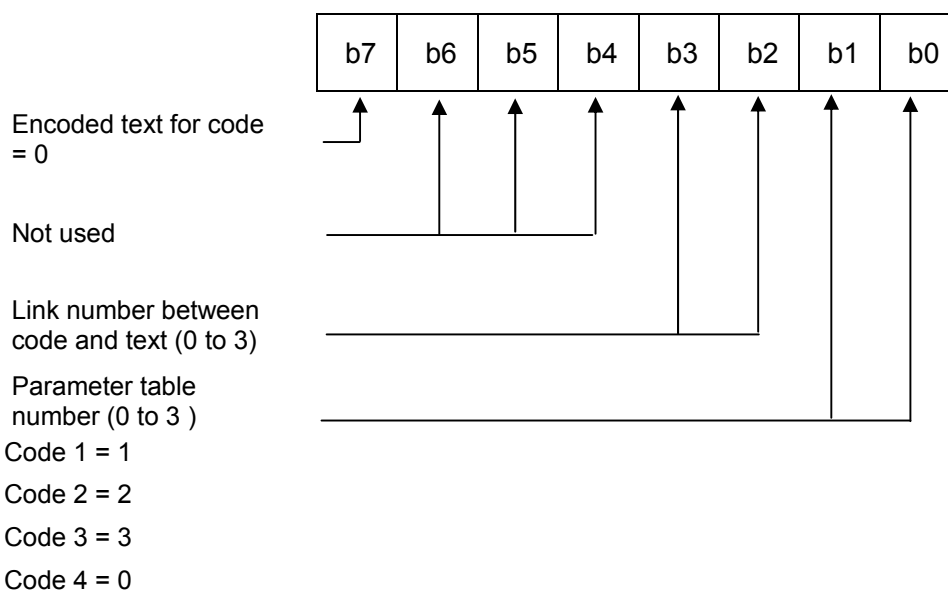 b7 b6 b5 b4 b3 b2 b1 b0
Encoded text for code
= 0
Not used
Link number between
code and text (0 to 3)
Parameter table
number (0 to 3 )
Code 1 = 1
Code 2 = 2
Code 3 = 3
Code 4 = 0